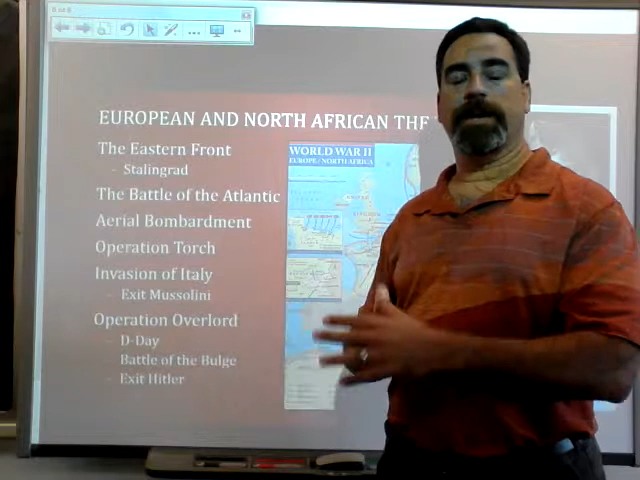 EUROPEAN AND NORTH AFRICAN THE
The Eastern Front
- Stalingrad
The Battle of the Atlantic
Aerial Bombardment
Operation Torch
Invasion of Italy
- Exit Mussolini
Operation Overlord
- D-Day
Battle of the Bulge
- Exit Hitler
WORLD WAR II
EUROPE / NORTH AFRICA